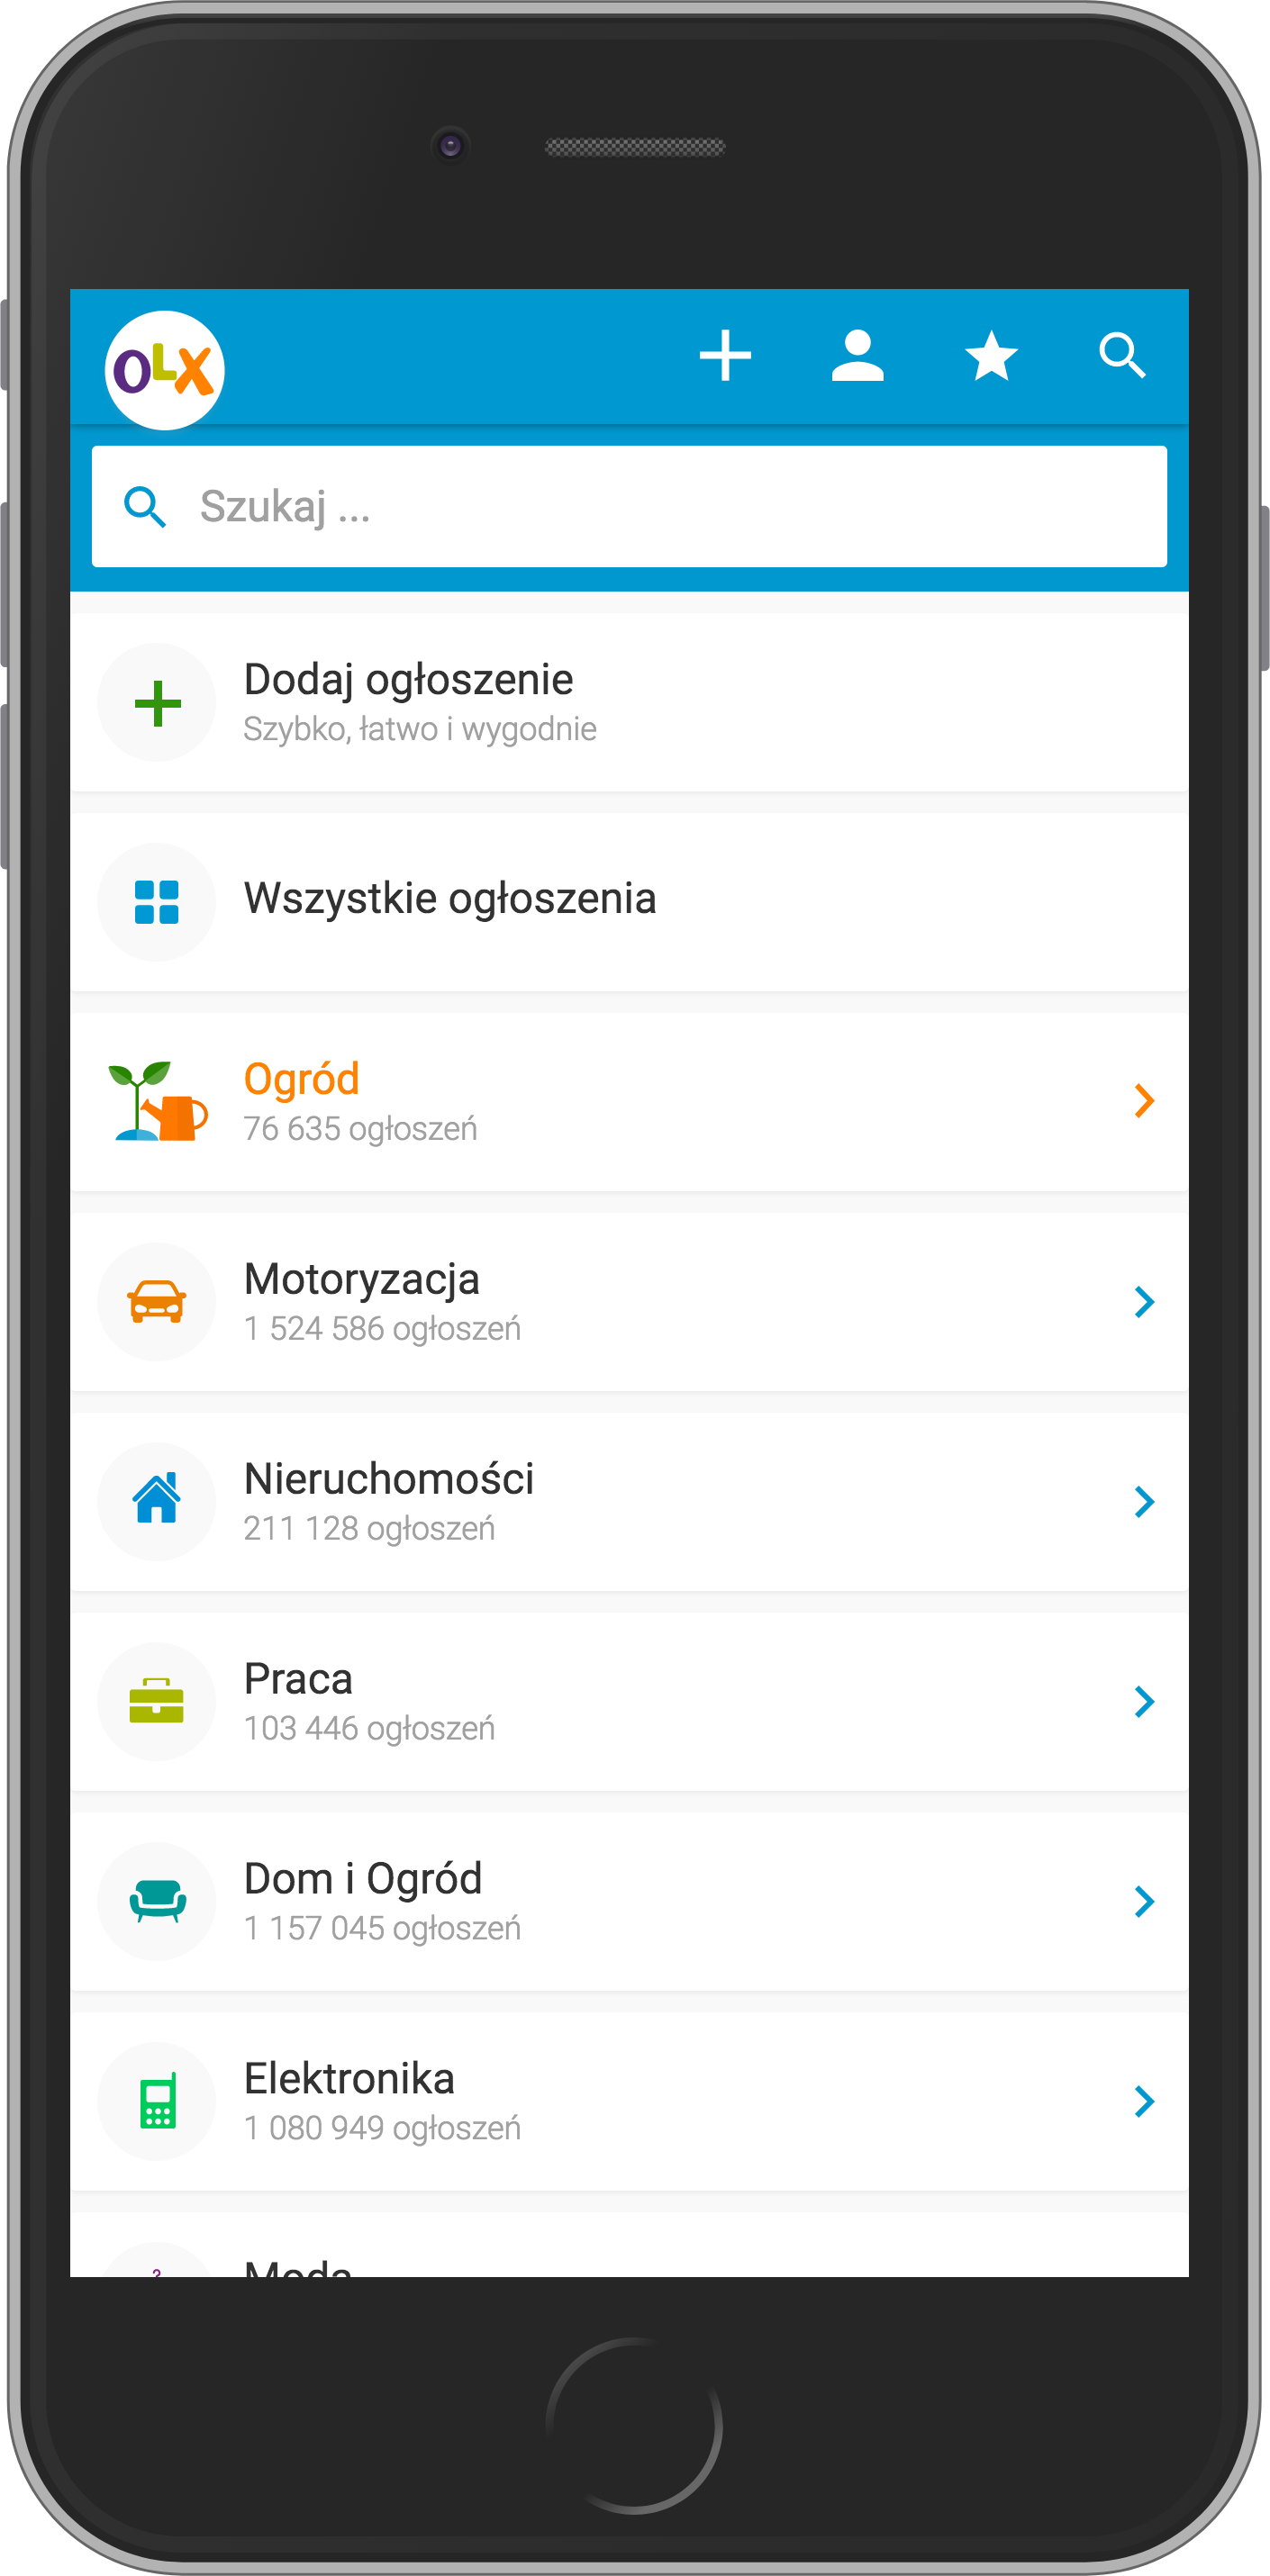 OLX
Szukaj ...
Dodaj ogłoszenie
Szybko, łatwo i wygodnie
Wszystkie ogłoszenia
Ogród
76 635 ogłoszeń
Motoryzacja
1 524 586 ogłoszeń
Nieruchomości
211 128 ogłoszeń
Praca
103 446 ogłoszeń
Dom i Ogród
1 157 045 ogłoszeń
Elektronika
1 080 949 ogłoszeń
Moda